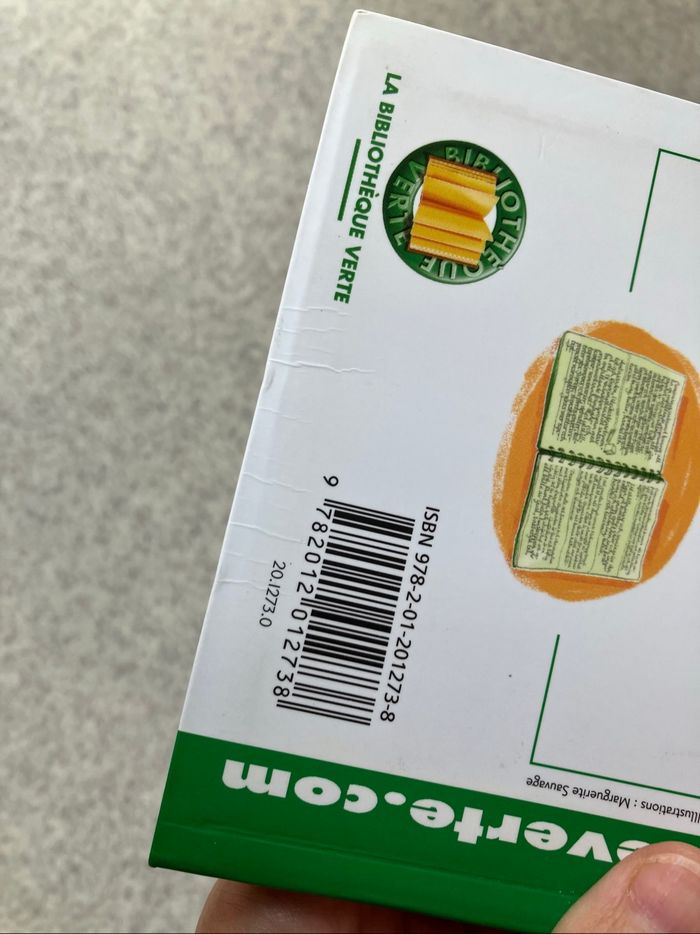 BIBLIOTHÈQUE VERTE
LA BIBLIOTHÈQUE VERTE
ISBN 978-2-01-201273-8
9 782012 012738
20.1273.0
Illustrations : Marguerite Sauvage
everte.com